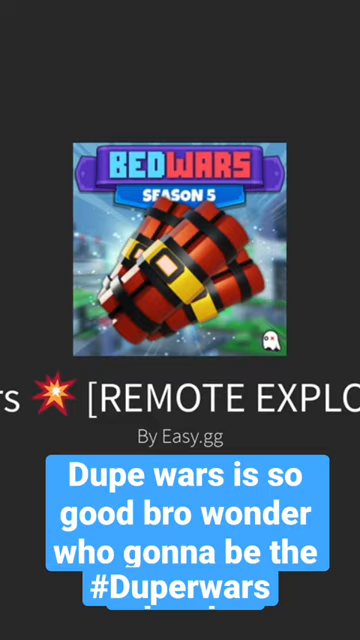 BEDWARS
SEASON 5
rs 💥 [REMOTE EXPLO
By Easy.gg
Dupe wars is so
good bro wonder
who gonna be the
#Duperwars